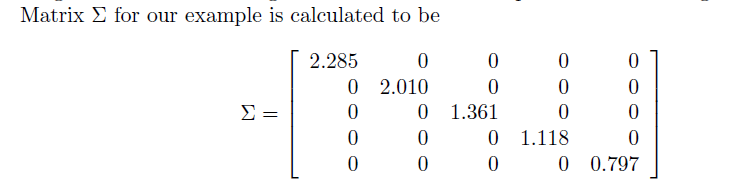 Matrix Σ for our example is calculated to be
2.285 0 0 0 0
0 2.010 0 0 0
Σ = 0 0 1.361 0 0
0 0 0 1.118 0
0 0 0 0 0.797